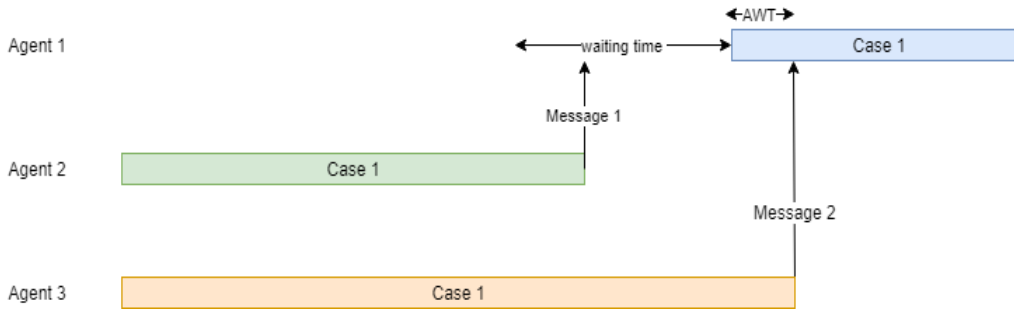 AWT
Agent 1
waiting time
Case 1
Message 1
Agent 2
Case 1
Message 2
Agent 3
Case 1